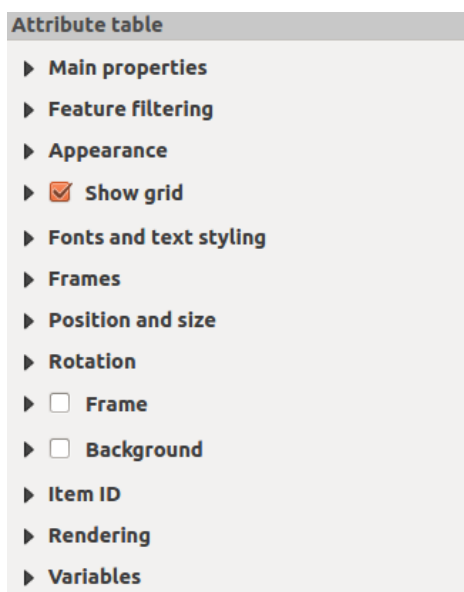 Attribute table
Main properties
Feature filtering
Appearance
Show grid
Fonts and text styling
Frames
Position and size
Rotation
Frame
Background
Item ID
Rendering
Variables